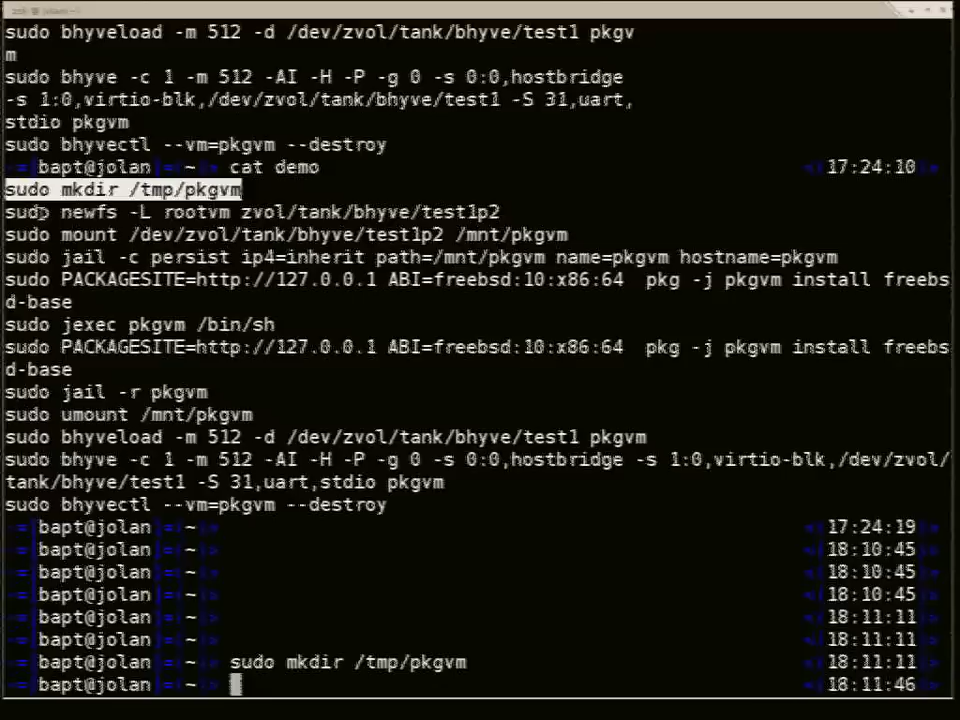 sudo bhyveload -m 512 -d /dev/zvol/tank/bhyve/test1 pkgv
m
sudo bhyve -c 1 -m 512 -AI -H -P -g 0 -s 0:0,hostbridge
-s 1:0,virtio-blk,/dev/zvol/tank/bhyve/test1 -S 31,uart,
stdio pkgvm
sudo bhyvectl --vm=pkgvm --destroy
bapt@jolan ~ cat demo 17:24:10
sudo mkdir /tmp/pkgvm
sudo newfs -L rootvm zvol/tank/bhyve/test1p2
sudo mount /dev/zvol/tank/bhyve/test1p2 /mnt/pkgvm
sudo jail -c persist ip4=inherit path=/mnt/pkgvm name=pkgvm hostname=pkgvm
sudo PACKAGESITE=http://127.0.0.1 ABI=freebsd:10:x86:64 pkg -j pkgvm install freebs
d-base
sudo jexec pkgvm /bin/sh
sudo PACKAGESITE=http://127.0.0.1 ABI=freebsd:10:x86:64 pkg -j pkgvm install freebs
d-base
sudo jail -r pkgvm
sudo umount /mnt/pkgvm
sudo bhyveload -m 512 -d /dev/zvol/tank/bhyve/test1 pkgvm
sudo bhyve -c 1 -m 512 -AI -H -P -g 0 -s 0:0,hostbridge -s 1:0,virtio-blk,/dev/zvol/
tank/bhyve/test1 -S 31,uart,stdio pkgvm
sudo bhyvectl --vm=pkgvm --destroy
bapt@jolan ~ 17:24:19
bapt@jolan ~ 18:10:45
bapt@jolan ~ 18:10:45
bapt@jolan ~ 18:10:45
bapt@jolan ~ 18:11:11
bapt@jolan ~ 18:11:11
bapt@jolan ~ sudo mkdir /tmp/pkgvm 18:11:11
bapt@jolan ~ 18:11:46